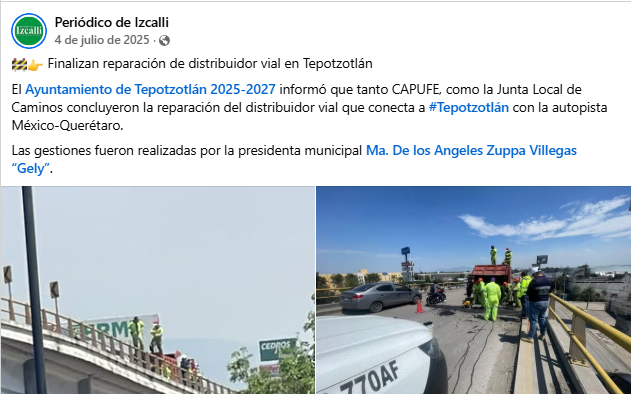 Izcalli
Periódico de Izcalli
4 de julio de 2025 ·
Finalizan reparación de distribuidor vial en Tepotzotlán
El Ayuntamiento de Tepotzotlán 2025-2027 informó que tanto CAPUFE, como la Junta Local de
Caminos concluyeron la reparación del distribuidor vial que conecta a #Tepotzotlán con la autopista
México-Querétaro.
Las gestiones fueron realizadas por la presidenta municipal Ma. De los Angeles Zuppa Villegas
“Gely”.
CEDROS
770AF